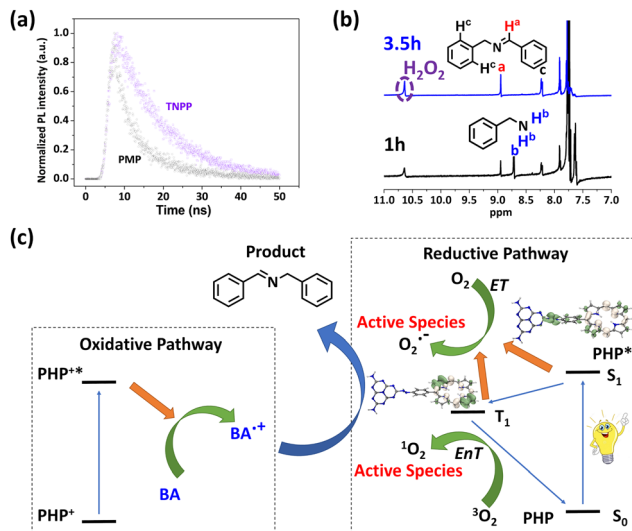 (a)
Normalized PL intensity (a.u.)
1.0
0.8
0.6
0.4
0.2
0.0
TNPP
PMP
0 10 20 30 40 50
Time (ns)
(b)
3.5h
H₂O₂
Hᶜ Hᵃ
N
Hᶜ a c
1h
N Hᵇ
Hᵇ
b
11.0 10.5 10.0 9.5 9.0 8.5 8.0 7.5 7.0
ppm
(c)
Product
N
Oxidative Pathway
PHP⁺*
BA•⁺
BA
PHP⁺
Reductive Pathway
O₂ ET
Active Species
O₂•⁻
PHP*
S₁
T₁
¹O₂ EnT
Active Species
³O₂
PHP S₀